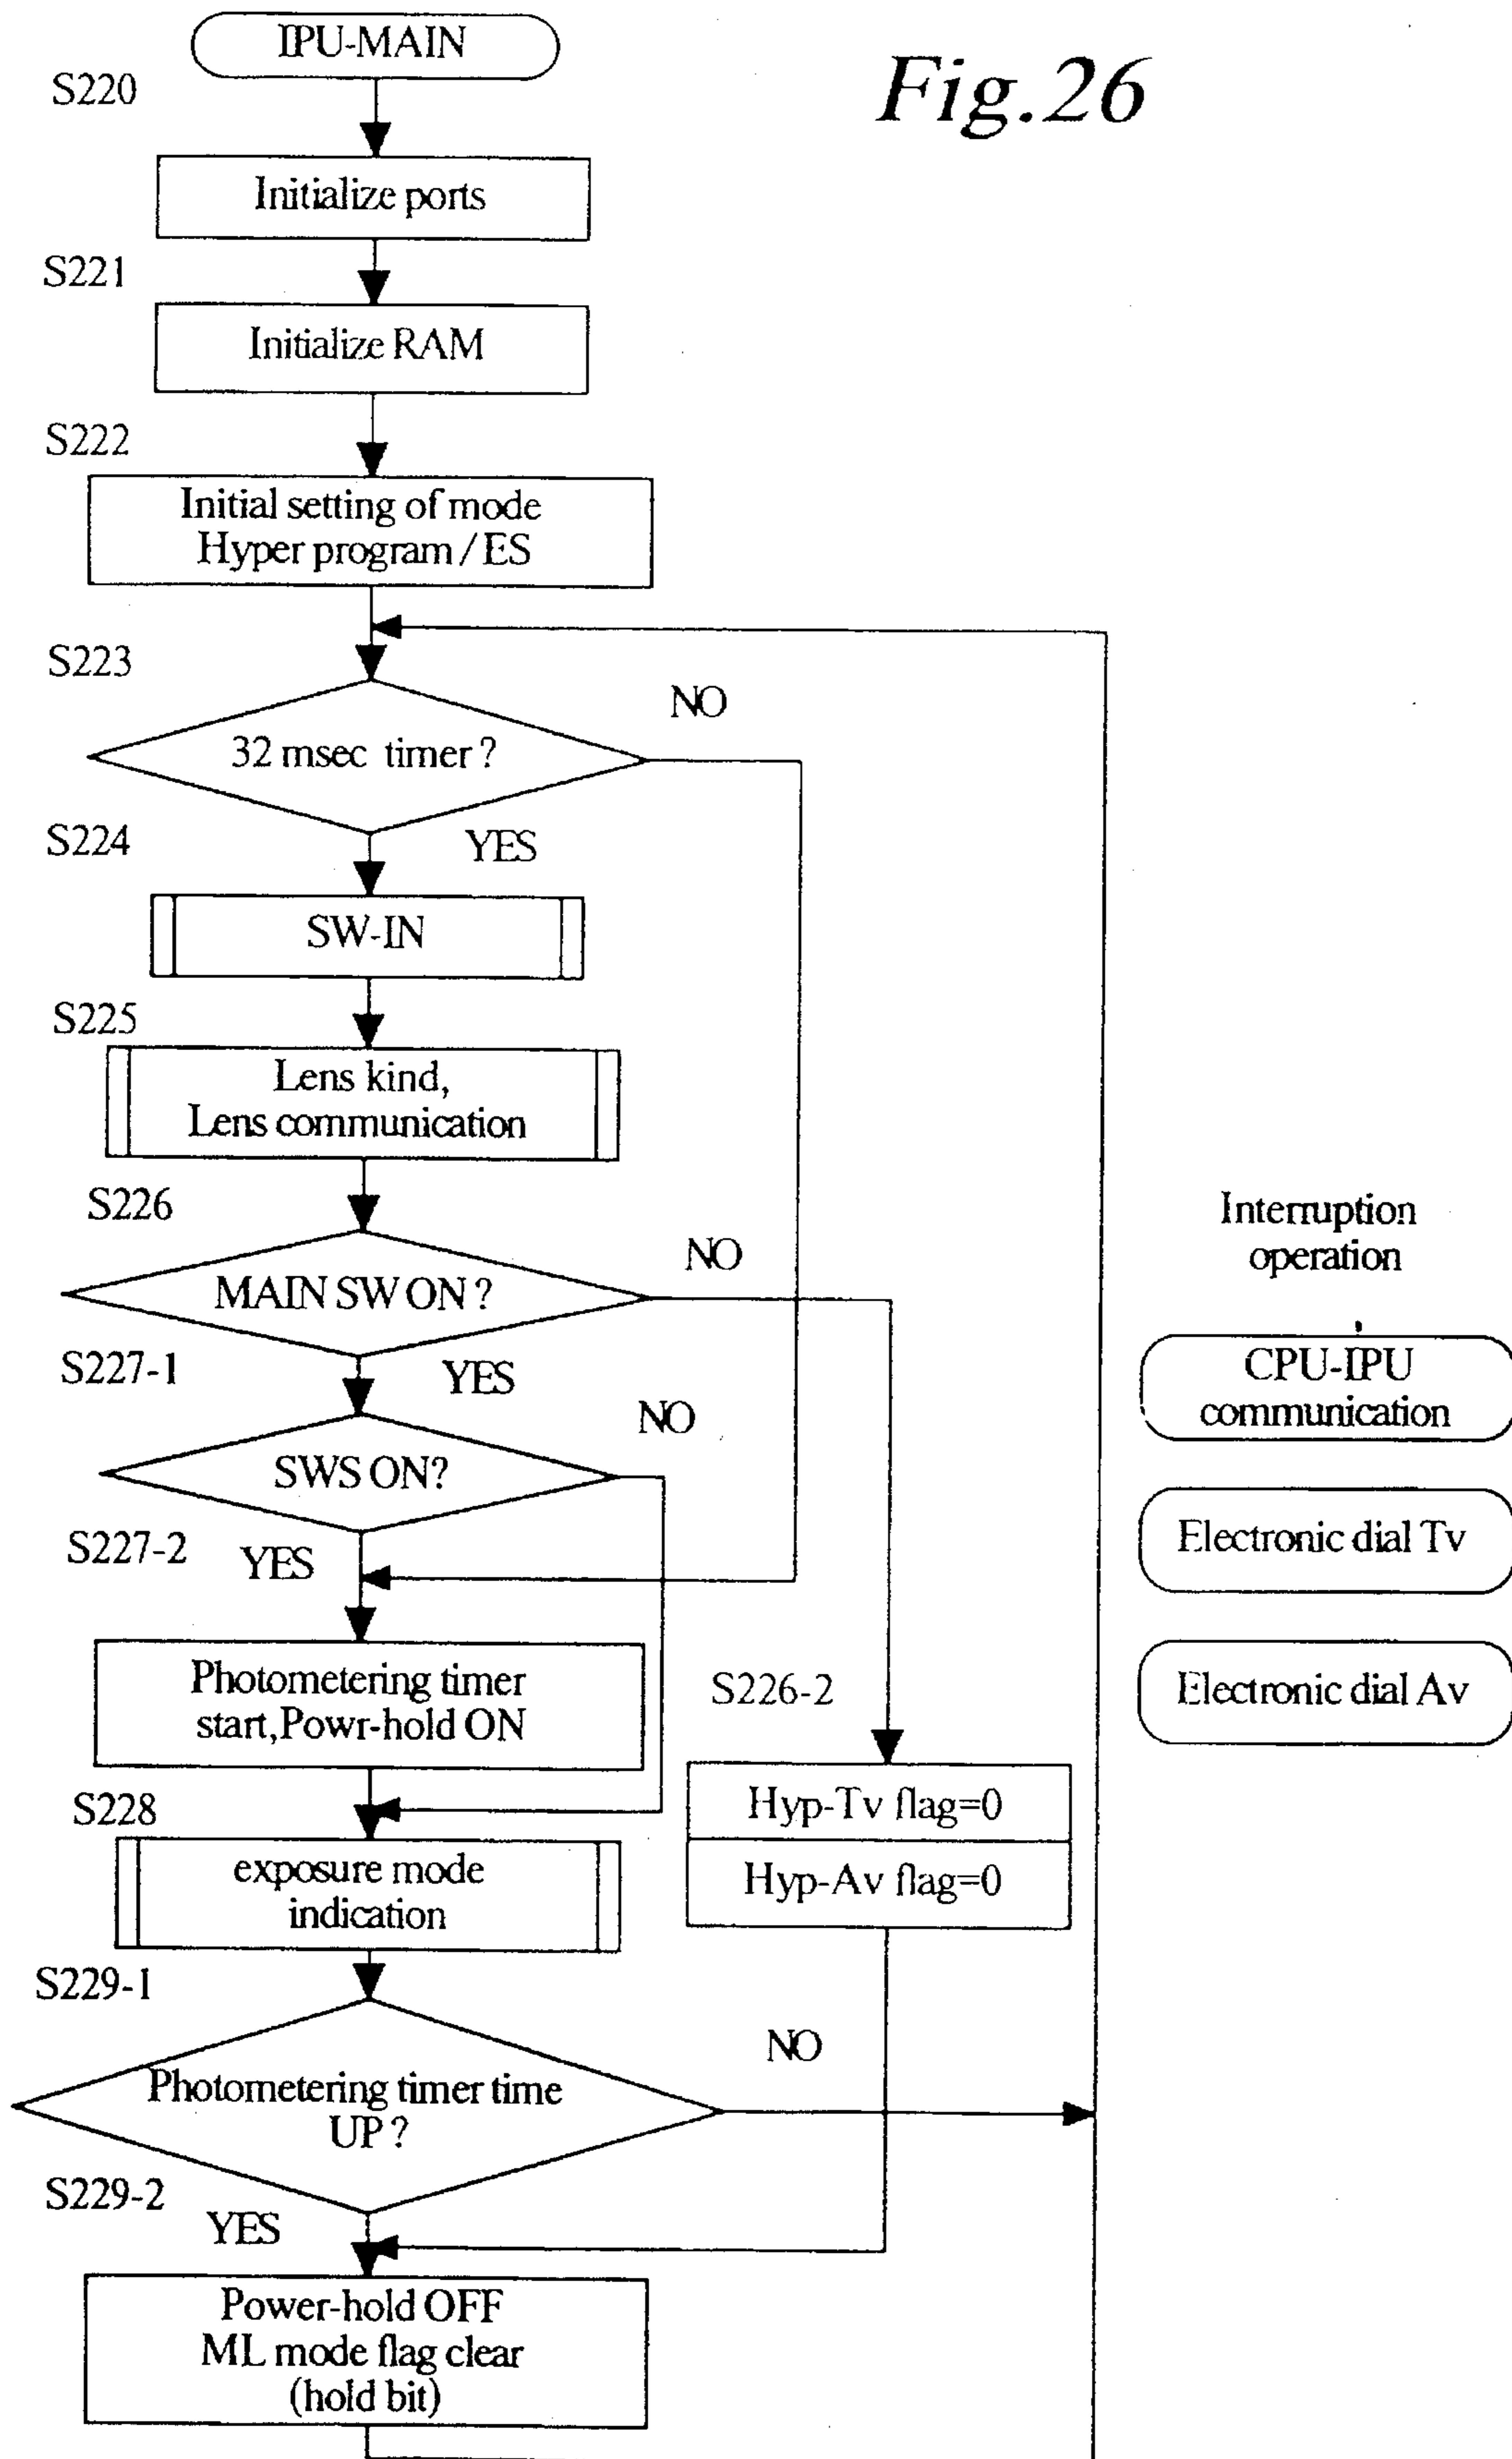 Fig.26
IPU-MAIN
S220
Initialize ports
S221
Initialize RAM
S222
Initial setting of mode
Hyper program / ES
S223
32 msec timer ?
NO
S224
YES
SW-IN
S225
Lens kind,
Lens communication
S226
MAIN SW ON ?
NO
S227-1
YES
SWS ON?
NO
S227-2
YES
Photometering timer
start,Powr-hold ON
S226-2
Hyp-Tv flag=0
Hyp-Av flag=0
S228
exposure mode
indication
S229-1
Photometering timer time
UP ?
NO
S229-2
YES
Power-hold OFF
ML mode flag clear
(hold bit)
Interruption
operation
CPU-IPU
communication
Electronic dial Tv
Electronic dial Av